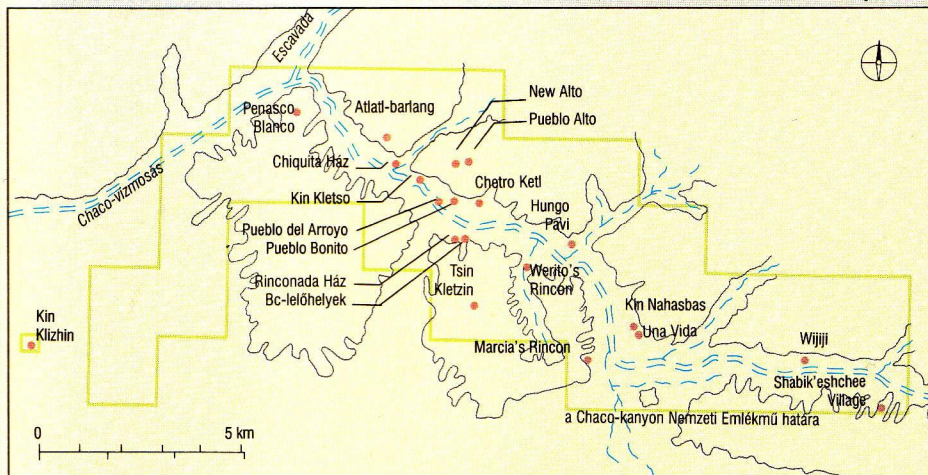 Escavada
New Alto
Penasco
Blanco
Atlatl-barlang
Pueblo Alto
Chiquita Ház
Chaco-vízmosás
Kin Kletso
Chetro Ketl
Hungo
Pavi
Pueblo del Arroyo
Pueblo Bonito
Rinconada Ház
Bc-lelőhelyek
Tsin
Kletzin
Werito's
Rincon
Kin
Klizhin
Kin Nahasbas
Una Vida
Marcia's Rincon
Wijiji
Shabik'eshchee
Village
a Chaco-kanyon Nemzeti Emlékmű határa
0 5 km